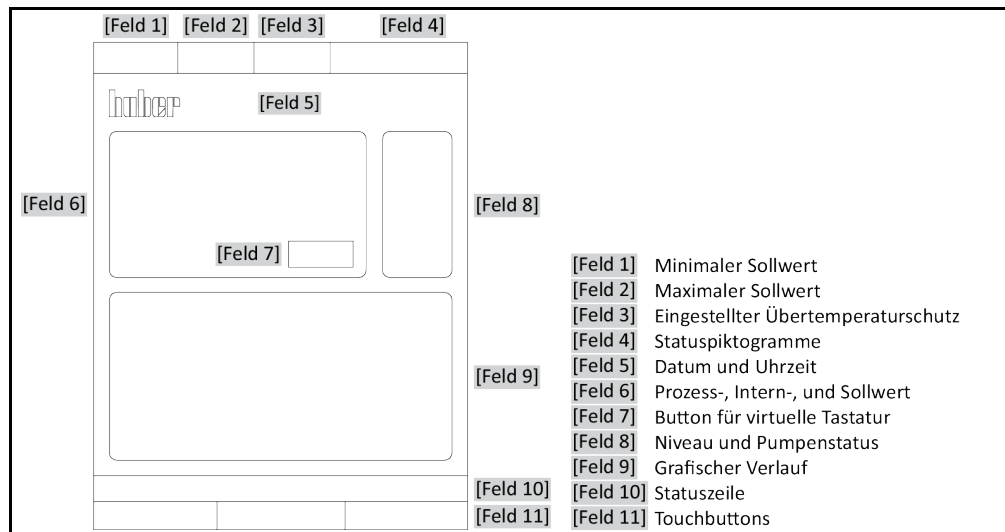 [Feld 1] [Feld 2] [Feld 3] [Feld 4]
huber [Feld 5]
[Feld 6] [Feld 8]
[Feld 7]
[Feld 9]
[Feld 10]
[Feld 11]
[Feld 1] Minimaler Sollwert
[Feld 2] Maximaler Sollwert
[Feld 3] Eingestellter Übertemperaturschutz
[Feld 4] Statuspiktogramme
[Feld 5] Datum und Uhrzeit
[Feld 6] Prozess-, Intern-, und Sollwert
[Feld 7] Button für virtuelle Tastatur
[Feld 8] Niveau und Pumpenstatus
[Feld 9] Grafischer Verlauf
[Feld 10] Statuszeile
[Feld 11] Touchbuttons